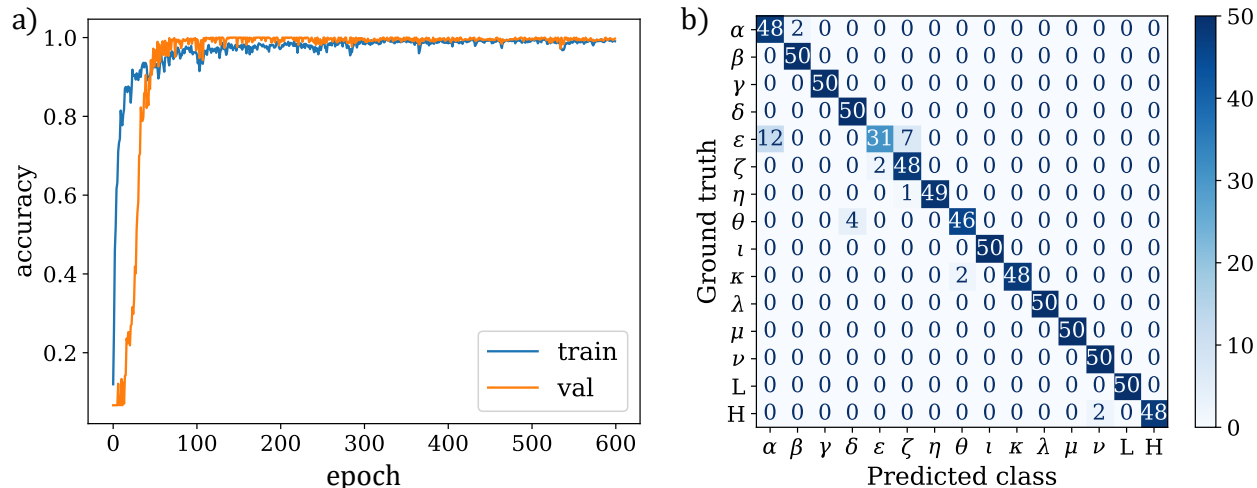 a)
1.0
0.8
0.6
0.4
0.2
accuracy
train
val
0 100 200 300 400 500 600
epoch
b)
Ground truth
α 48 2 0 0 0 0 0 0 0 0 0 0 0 0 0
β 0 50 0 0 0 0 0 0 0 0 0 0 0 0 0
γ 0 0 50 0 0 0 0 0 0 0 0 0 0 0 0
δ 0 0 0 50 0 0 0 0 0 0 0 0 0 0 0
ε 12 0 0 0 31 7 0 0 0 0 0 0 0 0 0
ζ 0 0 0 0 2 48 0 0 0 0 0 0 0 0 0
η 0 0 0 0 0 1 49 0 0 0 0 0 0 0 0
θ 0 0 0 4 0 0 0 46 0 0 0 0 0 0 0
ι 0 0 0 0 0 0 0 0 50 0 0 0 0 0 0
κ 0 0 0 0 0 0 0 2 0 48 0 0 0 0 0
λ 0 0 0 0 0 0 0 0 0 0 50 0 0 0 0
μ 0 0 0 0 0 0 0 0 0 0 0 50 0 0 0
ν 0 0 0 0 0 0 0 0 0 0 0 0 50 0 0
L 0 0 0 0 0 0 0 0 0 0 0 0 0 50 0
H 0 0 0 0 0 0 0 0 0 0 0 0 2 0 48
α β γ δ ε ζ η θ ι κ λ μ ν L H
Predicted class
50
40
30
20
10
0